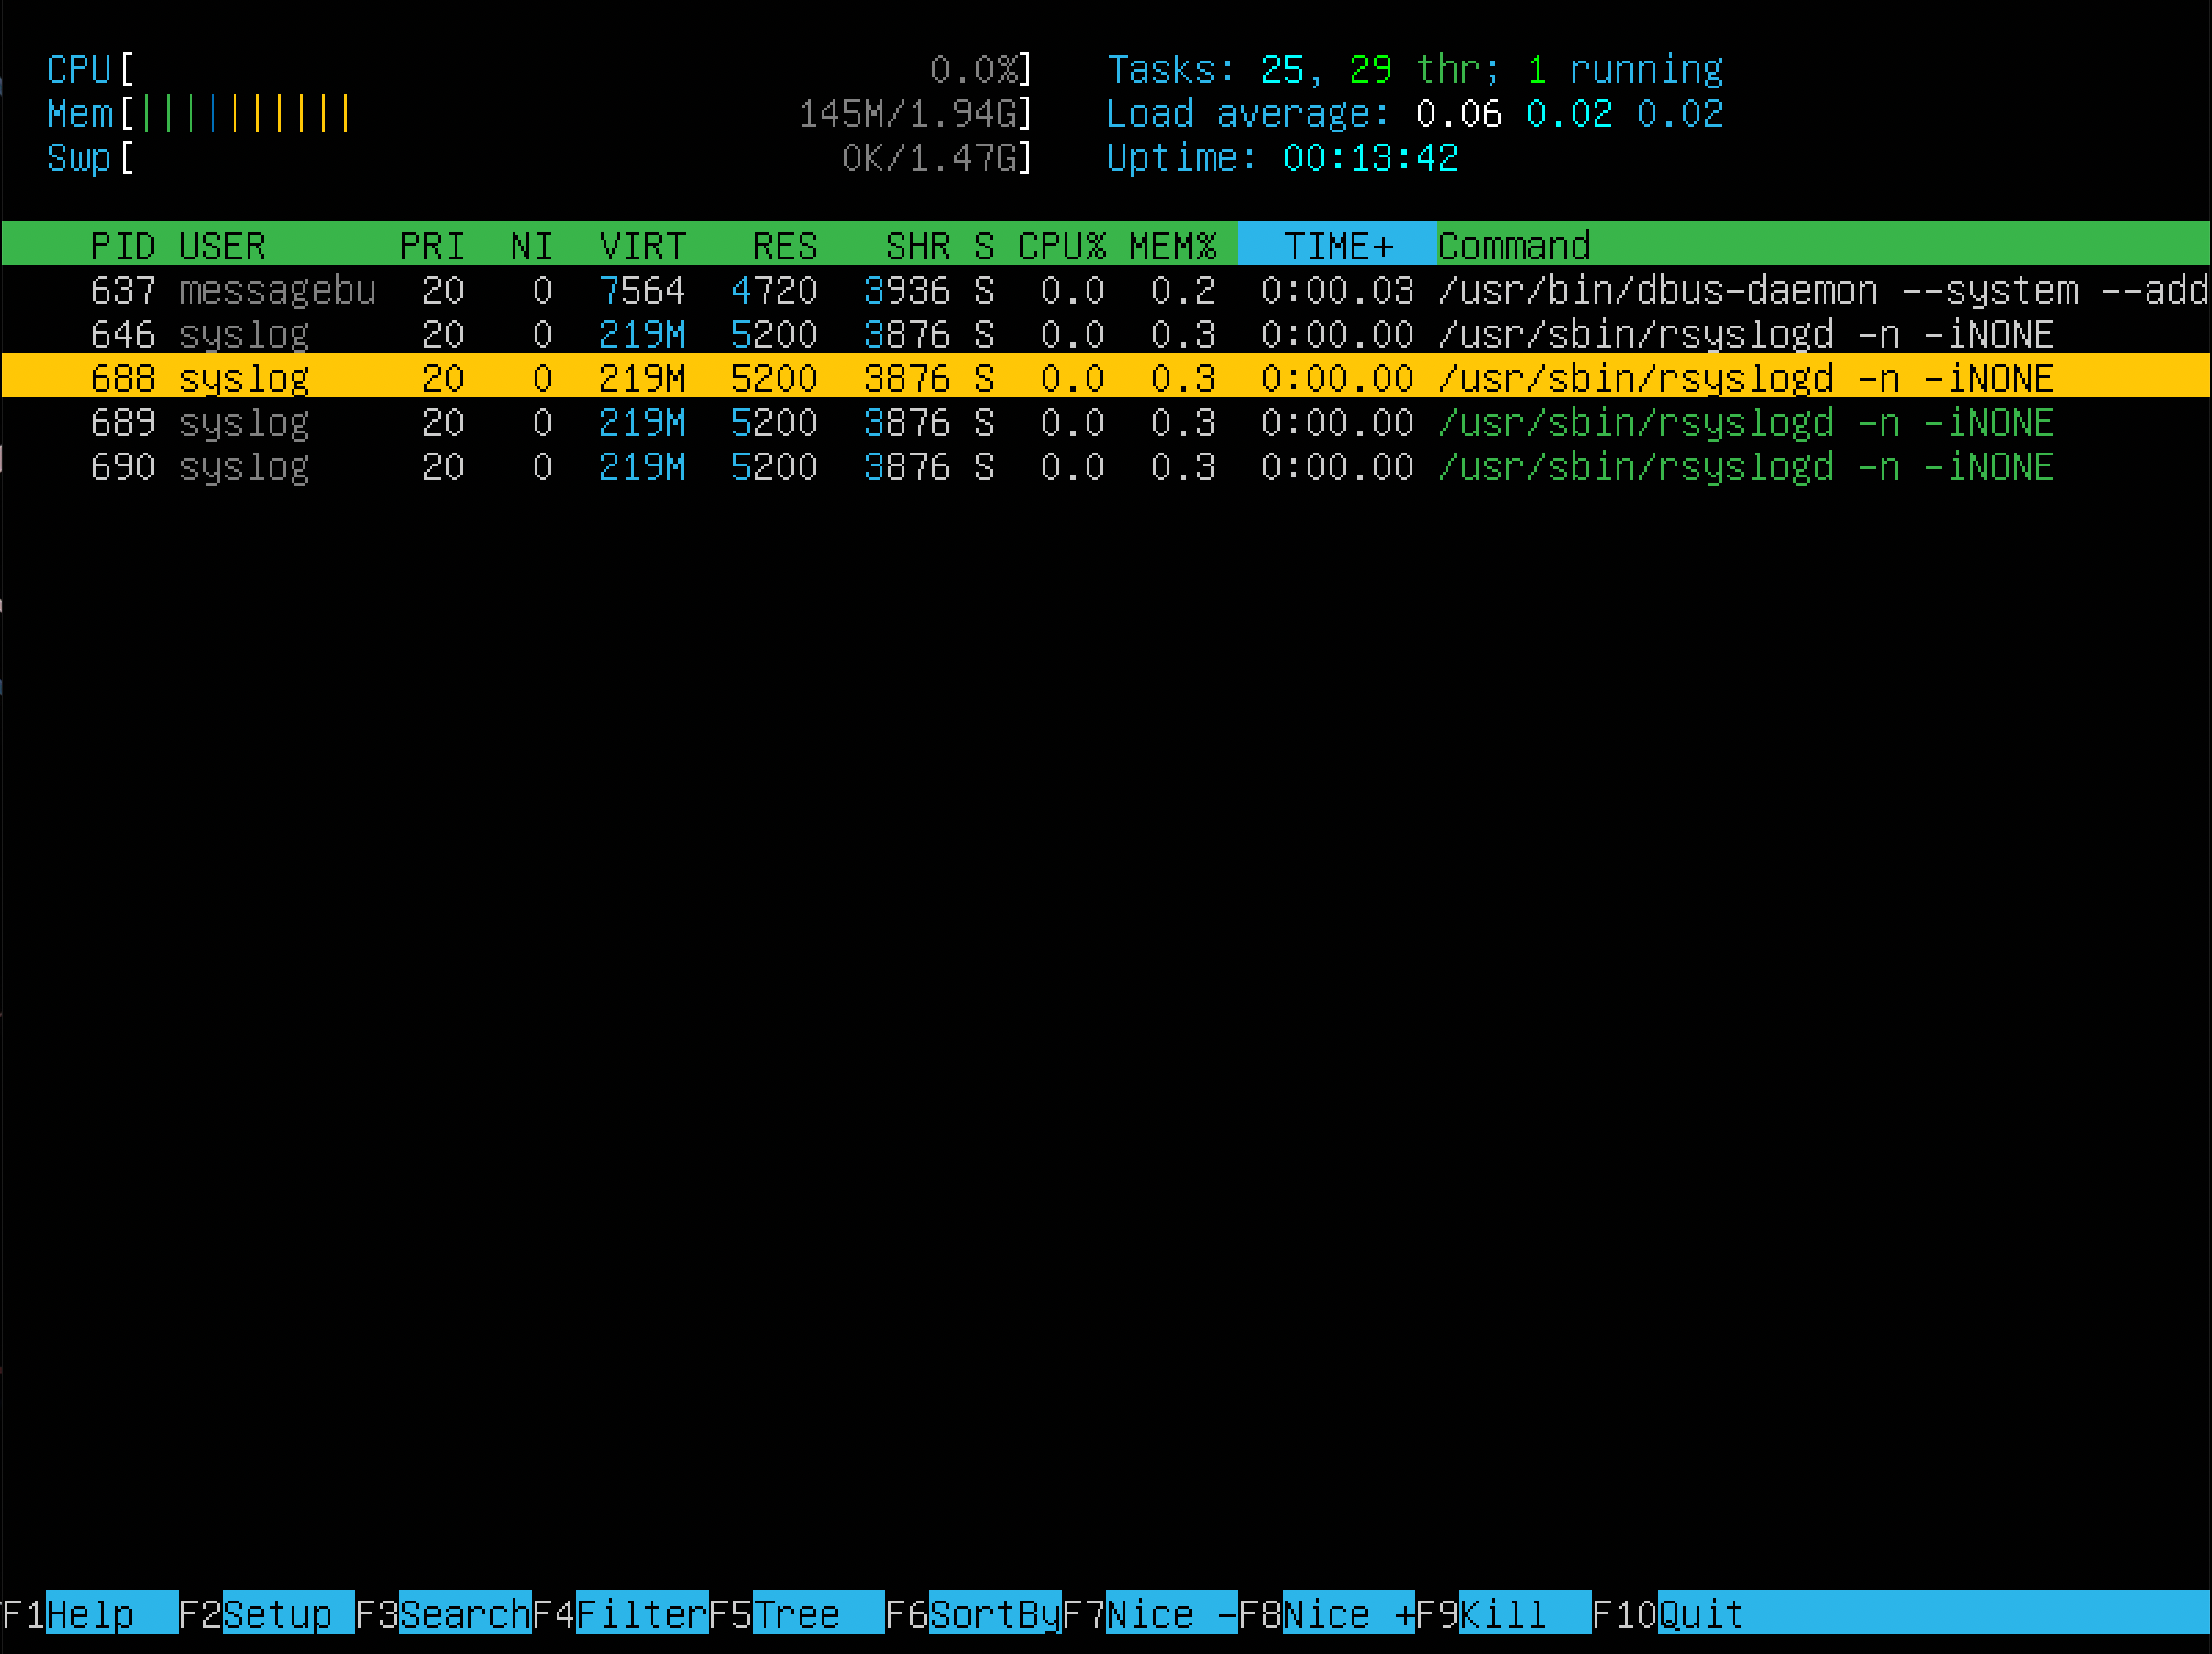 CPU[ 0.0%] Tasks: 25, 29 thr; 1 running
Mem[|||||||||| 145M/1.94G] Load average: 0.06 0.02 0.02
Swp[ 0K/1.47G] Uptime: 00:13:42
PID USER PRI NI VIRT RES SHR S CPU% MEM% TIME+ Command
637 messagebu 20 0 7564 4720 3936 S 0.0 0.2 0:00.03 /usr/bin/dbus-daemon --system --add
646 syslog 20 0 219M 5200 3876 S 0.0 0.3 0:00.00 /usr/sbin/rsyslogd -n -iNONE
688 syslog 20 0 219M 5200 3876 S 0.0 0.3 0:00.00 /usr/sbin/rsyslogd -n -iNONE
689 syslog 20 0 219M 5200 3876 S 0.0 0.3 0:00.00 /usr/sbin/rsyslogd -n -iNONE
690 syslog 20 0 219M 5200 3876 S 0.0 0.3 0:00.00 /usr/sbin/rsyslogd -n -iNONE
F1Help F2Setup F3SearchF4FilterF5Tree F6SortByF7Nice -F8Nice +F9Kill F10Quit